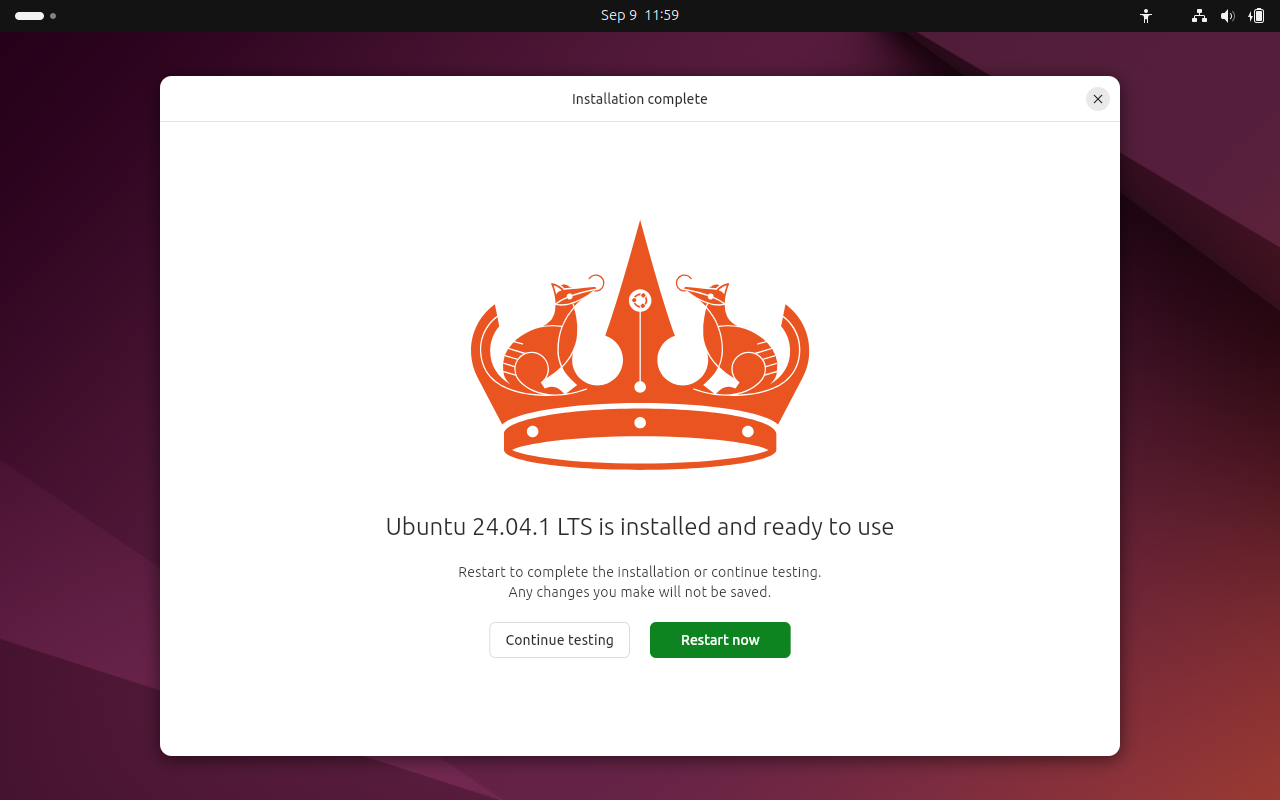 Sep 9 11:59
Installation complete
Ubuntu 24.04.1 LTS is installed and ready to use
Restart to complete the installation or continue testing.
Any changes you make will not be saved.
Continue testing
Restart now